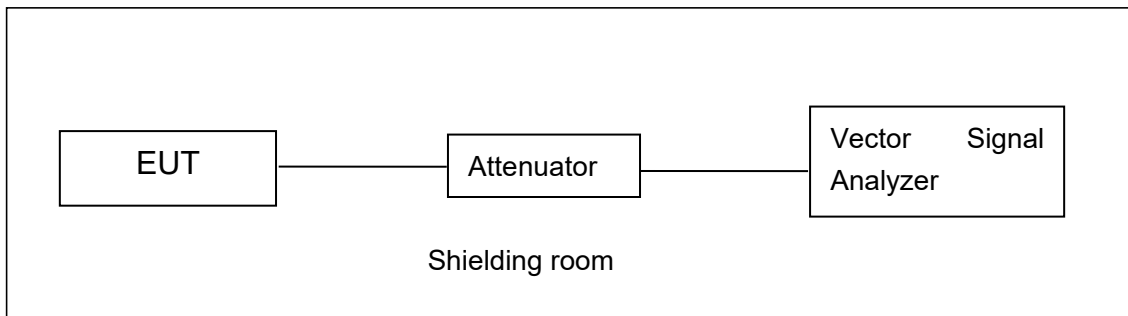 EUT
Attenuator
Vector Signal
Analyzer
Shielding room